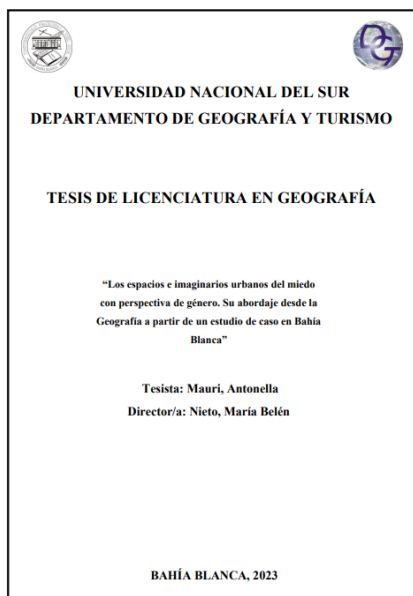 UNIVERSIDAD NACIONAL DEL SUR
DEPARTAMENTO DE GEOGRAFÍA Y TURISMO
TESIS DE LICENCIATURA EN GEOGRAFÍA
“Los espacios e imaginarios urbanos del miedo
con perspectiva de género. Su abordaje desde la
Geografía a partir de un estudio de caso en Bahía
Blanca”
Tesista: Mauri, Antonella
Director/a: Nieto, María Belén
BAHÍA BLANCA, 2023